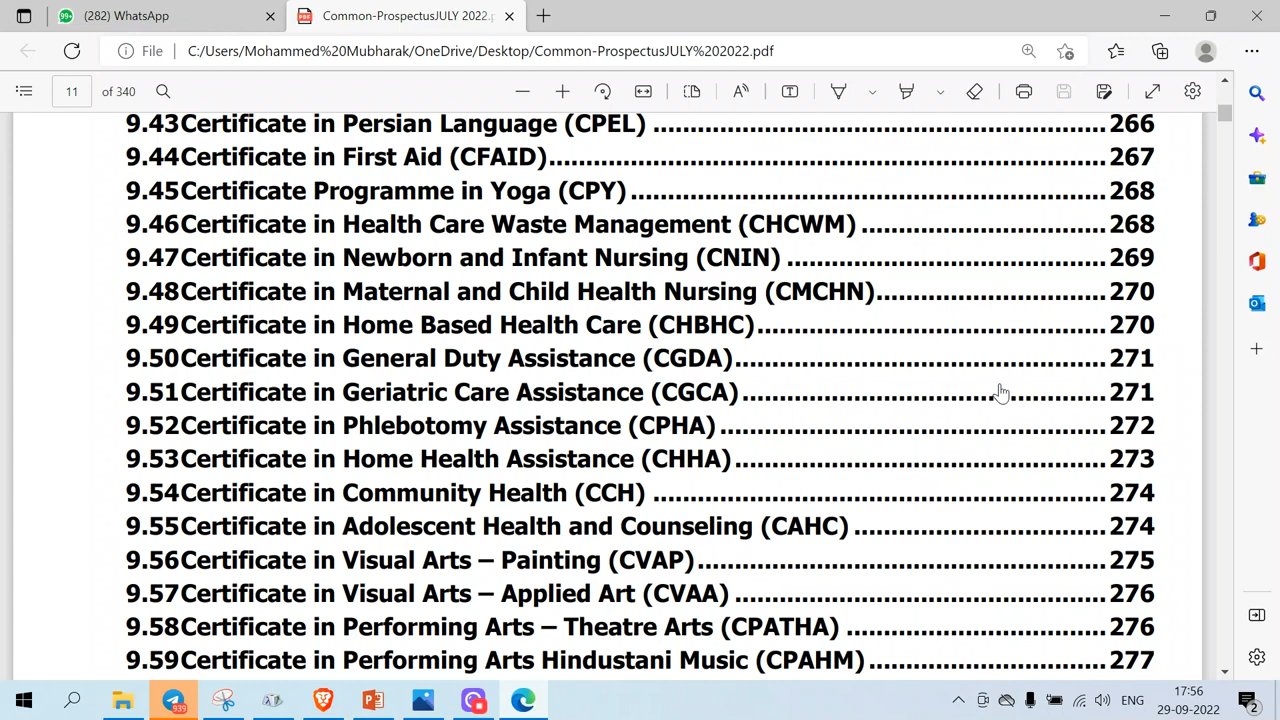 (282) WhatsApp
Common-ProspectusJULY 2022.p
File C:/Users/Mohammed%20Mubharak/OneDrive/Desktop/Common-ProspectusJULY%202022.pdf
11 of 340
9.43Certificate in Persian Language (CPEL) ........................................................ 266
9.44Certificate in First Aid (CFAID)...................................................................... 267
9.45Certificate Programme in Yoga (CPY) ........................................................... 268
9.46Certificate in Health Care Waste Management (CHCWM) .............................. 268
9.47Certificate in Newborn and Infant Nursing (CNIN) ....................................... 269
9.48Certificate in Maternal and Child Health Nursing (CMCHN)............................ 270
9.49Certificate in Home Based Health Care (CHBHC)........................................... 270
9.50Certificate in General Duty Assistance (CGDA).............................................. 271
9.51Certificate in Geriatric Care Assistance (CGCA) ............................................. 271
9.52Certificate in Phlebotomy Assistance (CPHA) ................................................ 272
9.53Certificate in Home Health Assistance (CHHA).............................................. 273
9.54Certificate in Community Health (CCH) ........................................................ 274
9.55Certificate in Adolescent Health and Counseling (CAHC) ............................... 274
9.56Certificate in Visual Arts – Painting (CVAP)................................................... 275
9.57Certificate in Visual Arts – Applied Art (CVAA) .............................................. 276
9.58Certificate in Performing Arts – Theatre Arts (CPATHA) ................................ 276
9.59Certificate in Performing Arts Hindustani Music (CPAHM) ............................. 277
939
ENG
17:56
29-09-2022
2